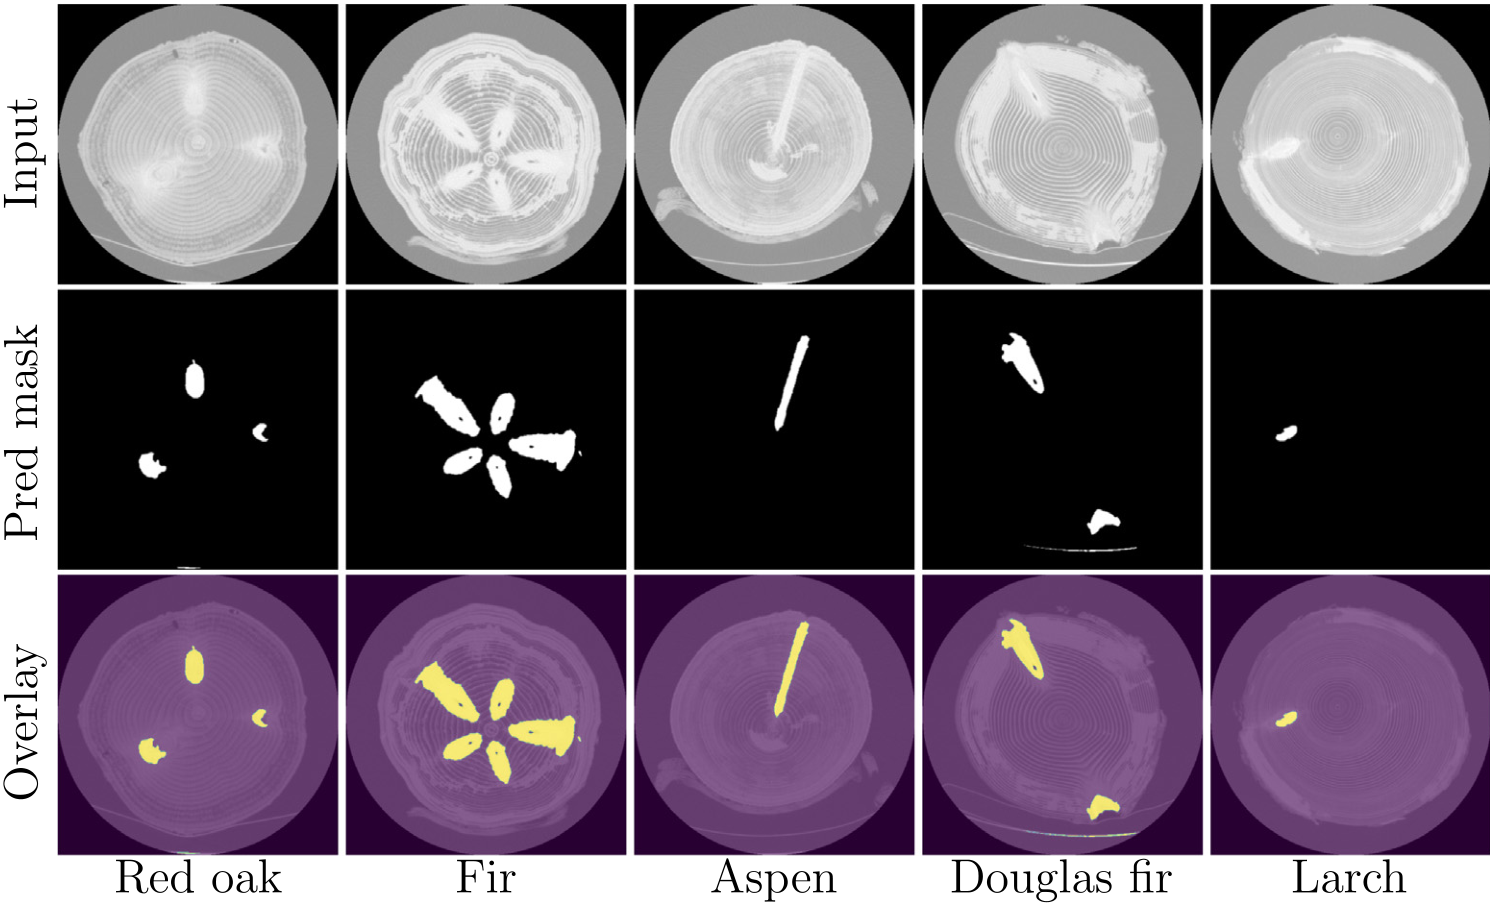 Input
Pred mask
Overlay
Red oak
Fir
Aspen
Douglas fir
Larch